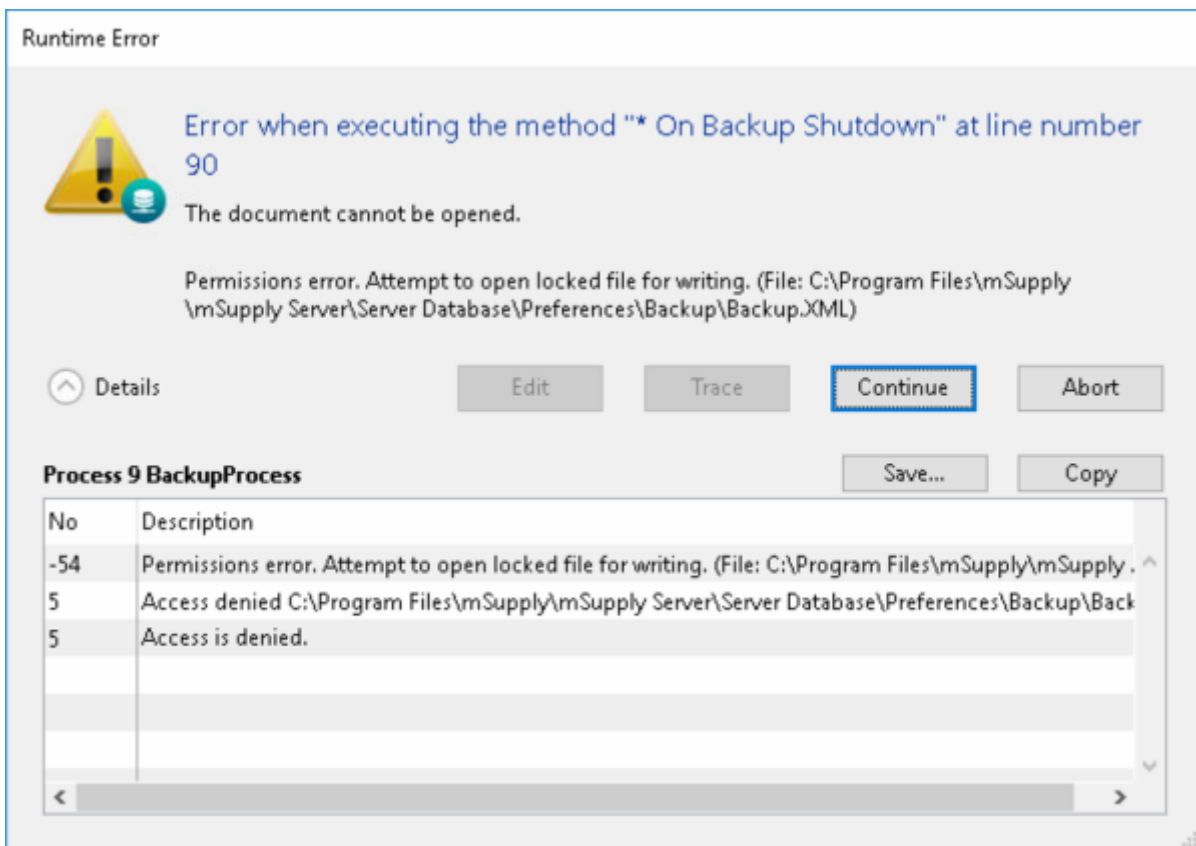 Runtime Error
Error when executing the method "* On Backup Shutdown" at line number
90
The document cannot be opened.
Permissions error. Attempt to open locked file for writing. (File: C:\Program Files\mSupply
\mSupply Server\Server Database\Preferences\Backup\Backup.XML)
Details Edit Trace Continue Abort
Process 9 BackupProcess Save... Copy
No Description
-54 Permissions error. Attempt to open locked file for writing. (File: C:\Program Files\mSupply\mSupply .
5 Access denied C:\Program Files\mSupply\mSupply Server\Server Database\Preferences\Backup\Back
5 Access is denied.